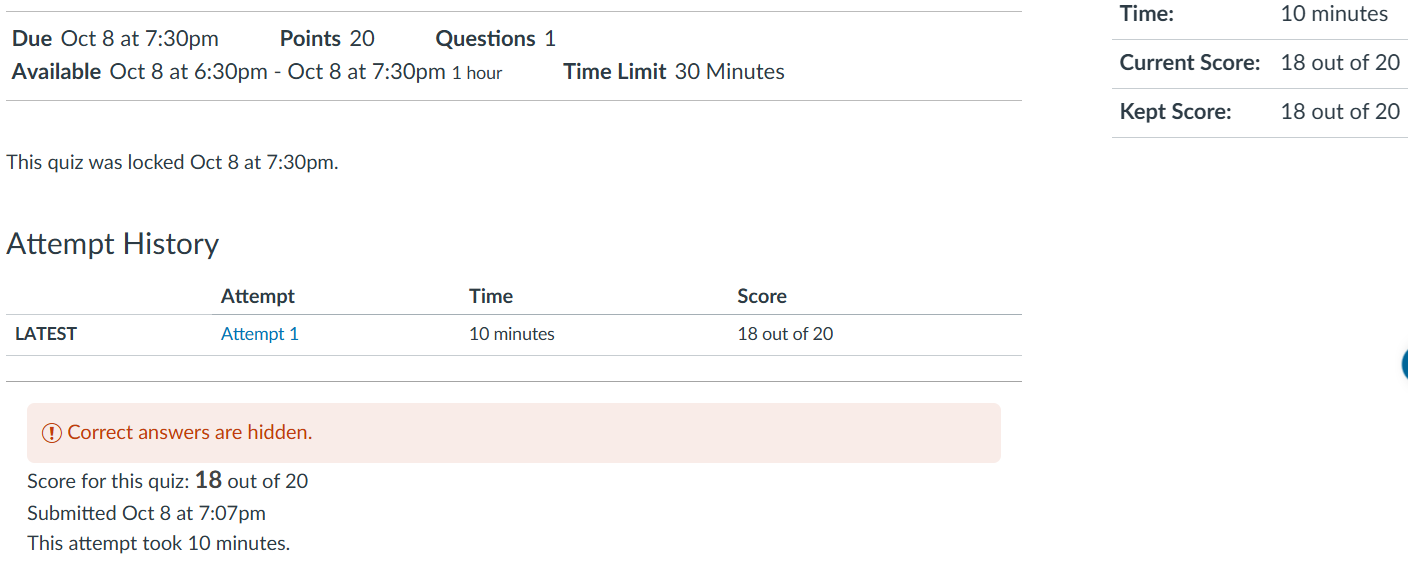 Due Oct 8 at 7:30pm Points 20 Questions 1
Available Oct 8 at 6:30pm - Oct 8 at 7:30pm 1 hour Time Limit 30 Minutes
This quiz was locked Oct 8 at 7:30pm.
Attempt History
Attempt Time Score
LATEST Attempt 1 10 minutes 18 out of 20
Correct answers are hidden.
Score for this quiz: 18 out of 20
Submitted Oct 8 at 7:07pm
This attempt took 10 minutes.
Time: 10 minutes
Current Score: 18 out of 20
Kept Score: 18 out of 20